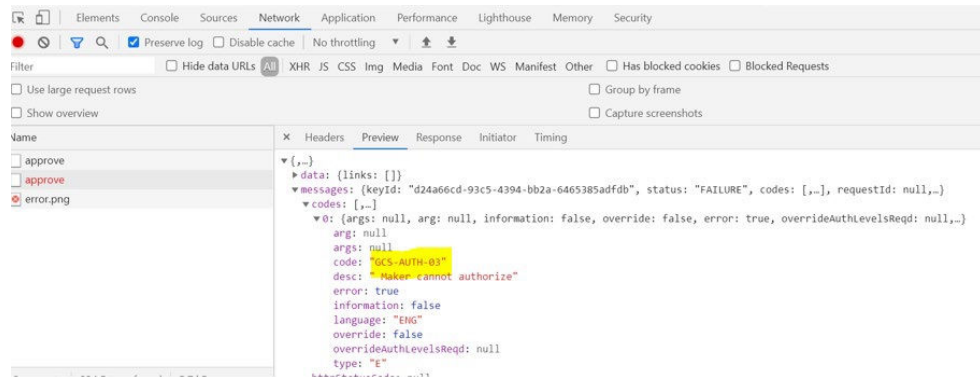 Elements Console Sources Network Application Performance Lighthouse Memory Security
Preserve log Disable cache No throttling
Filter Hide data URLs All XHR JS CSS Img Media Font Doc WS Manifest Other Has blocked cookies Blocked Requests
Use large request rows Group by frame
Show overview Capture screenshots
Name × Headers Preview Response Initiator Timing
approve
approve
error.png
▼{,…}
▶data: {links: []}
▼messages: {keyId: "d24a66cd-93c5-4394-bb2a-6465385adfdb", status: "FAILURE", codes: [,…], requestId: null,…}
▼codes: [,…]
▼0: {args: null, arg: null, information: false, override: false, error: true, overrideAuthLevelsReqd: null,…}
arg: null
args: null
code: "GCS-AUTH-03"
desc: " Maker cannot authorize"
error: true
information: false
language: "ENG"
override: false
overrideAuthLevelsReqd: null
type: "E"